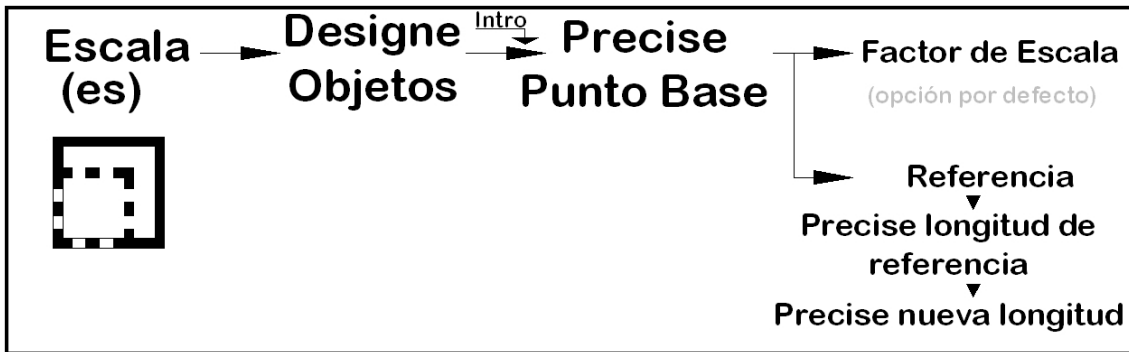 Escala
(es)
Designe
Objetos
Intro
Precise
Punto Base
Factor de Escala
(opción por defecto)
Referencia
Precise longitud de
referencia
Precise nueva longitud